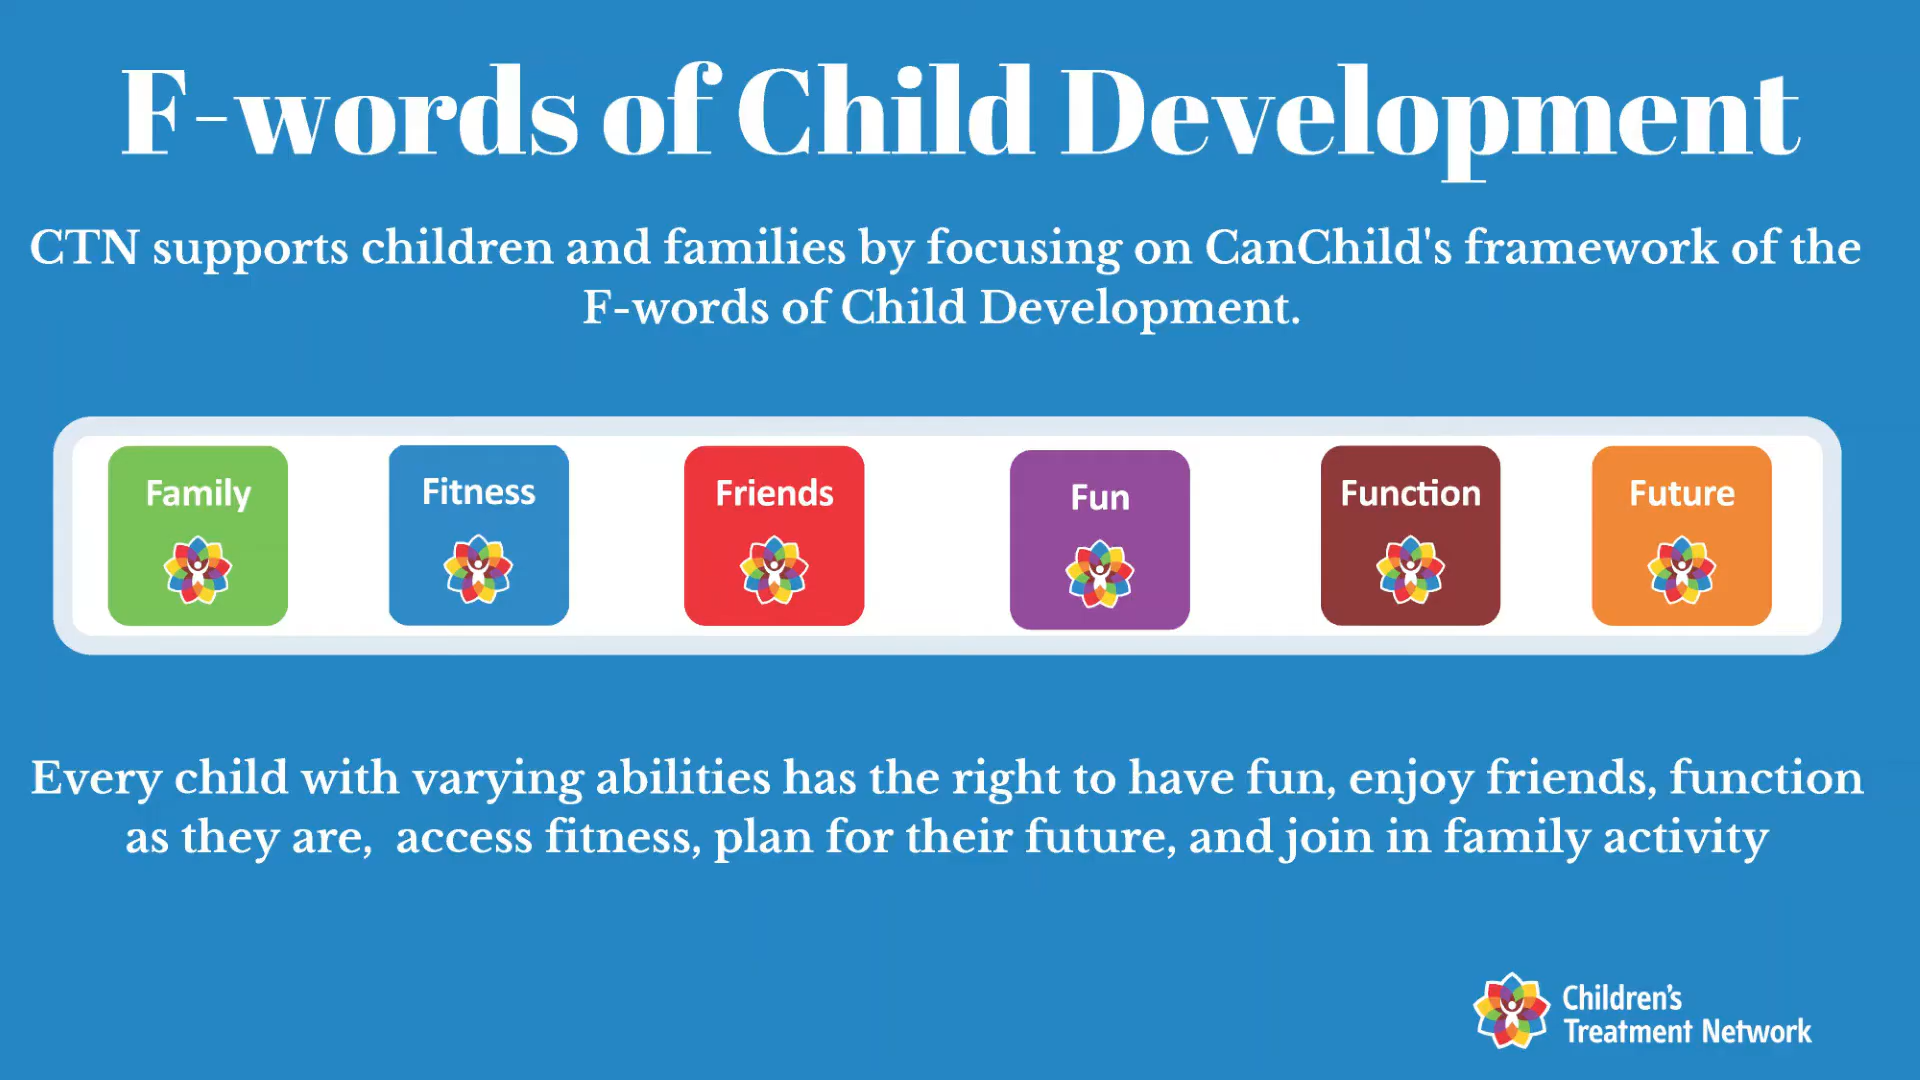 F-words of Child Development
CTN supports children and families by focusing on CanChild's framework of the
F-words of Child Development.
Family
Fitness
Friends
Fun
Function
Future
Every child with varying abilities has the right to have fun, enjoy friends, function
as they are,  access fitness, plan for their future, and join in family activity
Children's
Treatment Network